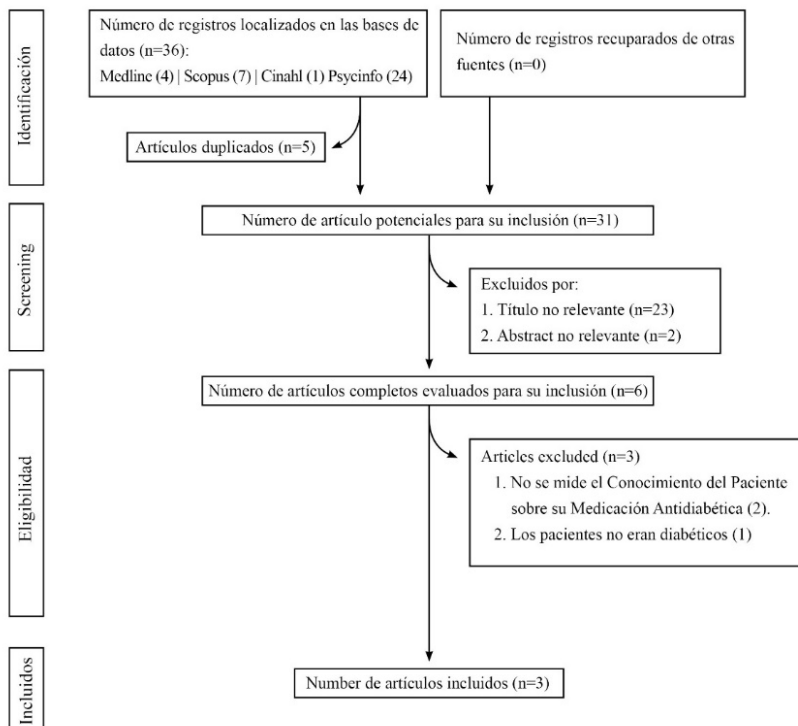 Identificación
Número de registros localizados en las bases de
datos (n=36):
Medline (4) | Scopus (7) | Cinahl (1) Psycinfo (24)
Número de registros recuparados de otras
fuentes (n=0)
Artículos duplicados (n=5)
Screening
Número de artículo potenciales para su inclusión (n=31)
Excluidos por:
1. Título no relevante (n=23)
2. Abstract no relevante (n=2)
Eligibilidad
Número de artículos completos evaluados para su inclusión (n=6)
Articles excluded (n=3)
1. No se mide el Conocimiento del Paciente
sobre su Medicación Antidiabética (2).
2. Los pacientes no eran diabéticos (1)
Incluidos
Number de artículos incluidos (n=3)